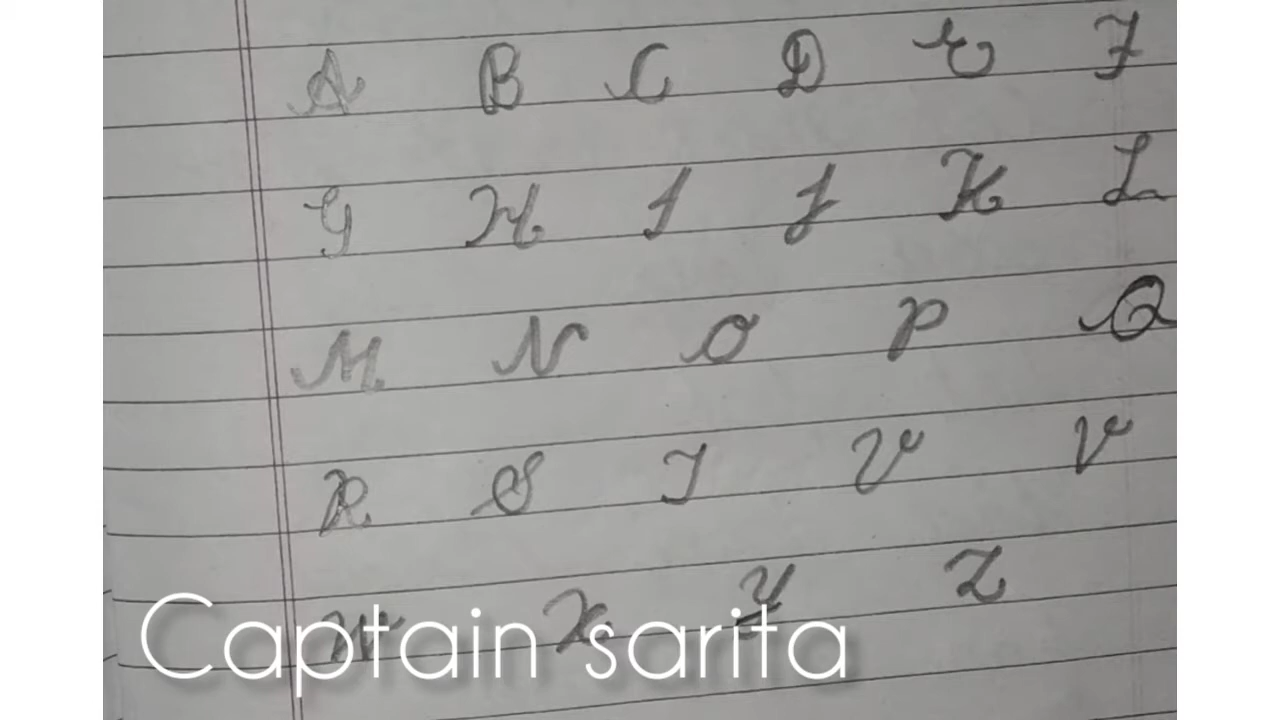 A B C D E F
G H I J K L
M N O P Q
R S T U V
W X Y Z
Captain sarita